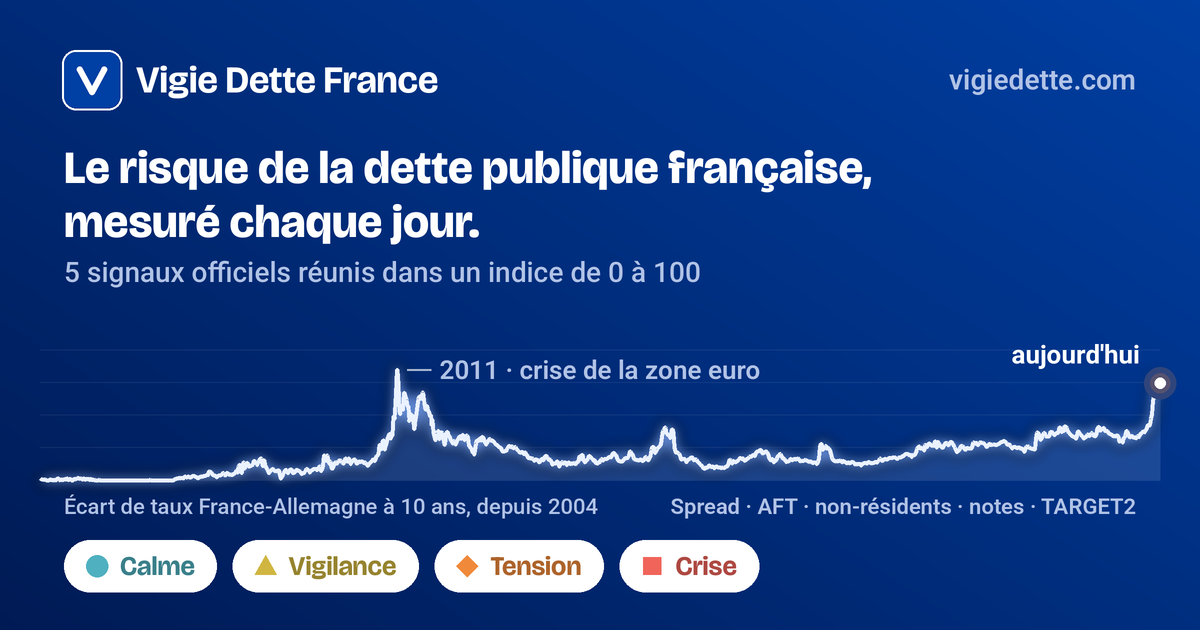 V Vigie Dette France
vigiedette.com
Le risque de la dette publique française,
mesuré chaque jour.
5 signaux officiels réunis dans un indice de 0 à 100
aujourd'hui
2011 · crise de la zone euro
Écart de taux France-Allemagne à 10 ans, depuis 2004
Spread · AFT · non-résidents · notes · TARGET2
Calme
Vigilance
Tension
Crise